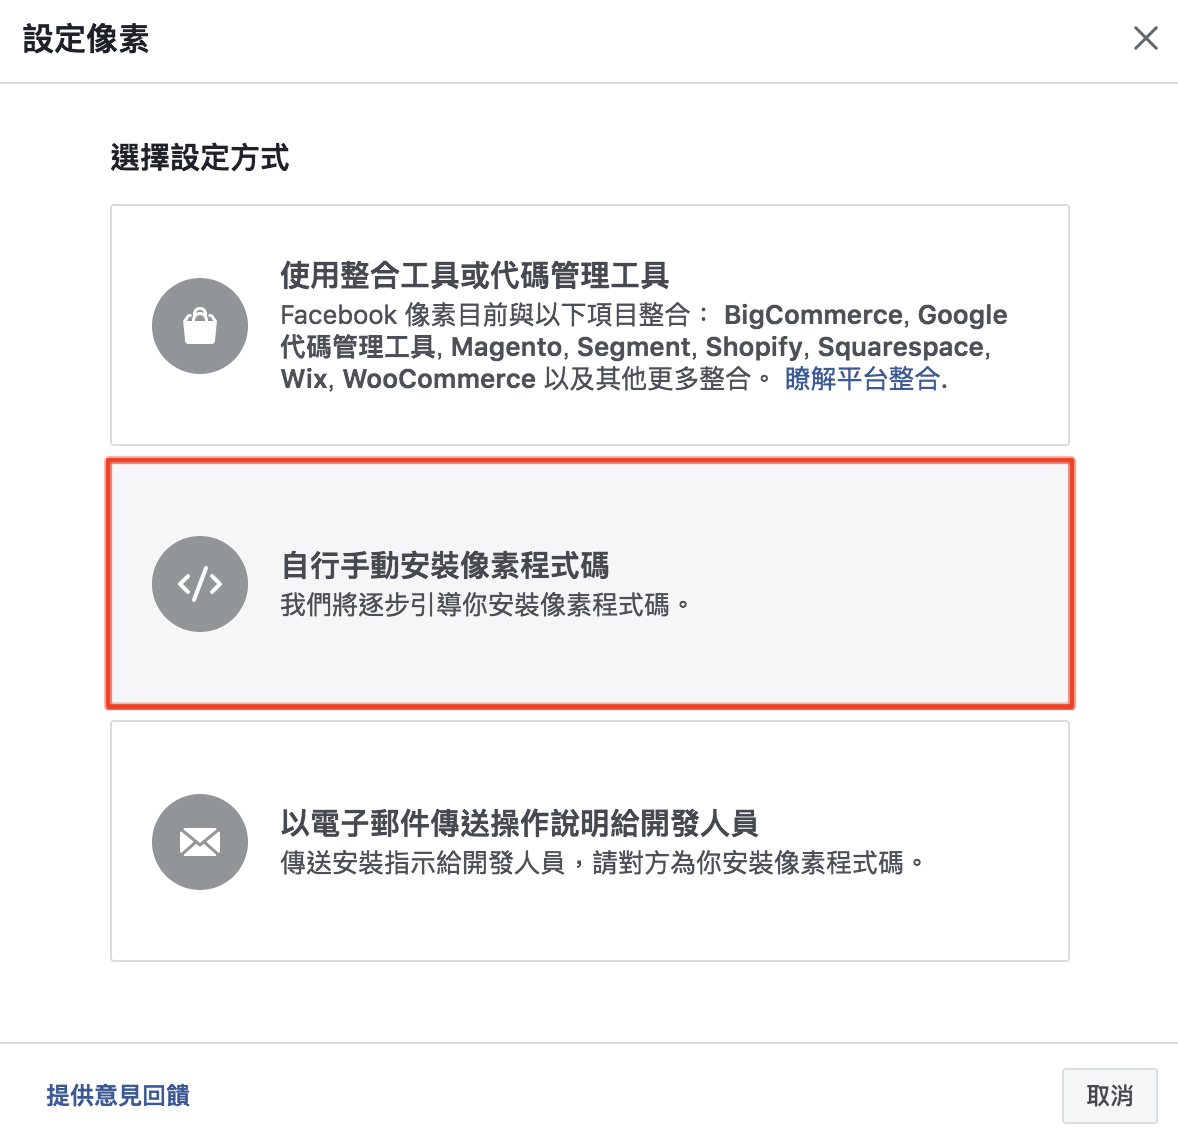 設定像素
選擇設定方式
使用整合工具或代碼管理工具
Facebook 像素目前與以下項目整合： BigCommerce, Google
代碼管理工具, Magento, Segment, Shopify, Squarespace,
Wix, WooCommerce 以及其他更多整合。 瞭解平台整合.
自行手動安裝像素程式碼
我們將逐步引導你安裝像素程式碼。
以電子郵件傳送操作說明給開發人員
傳送安裝指示給開發人員，請對方為你安裝像素程式碼。
提供意見回饋
取消